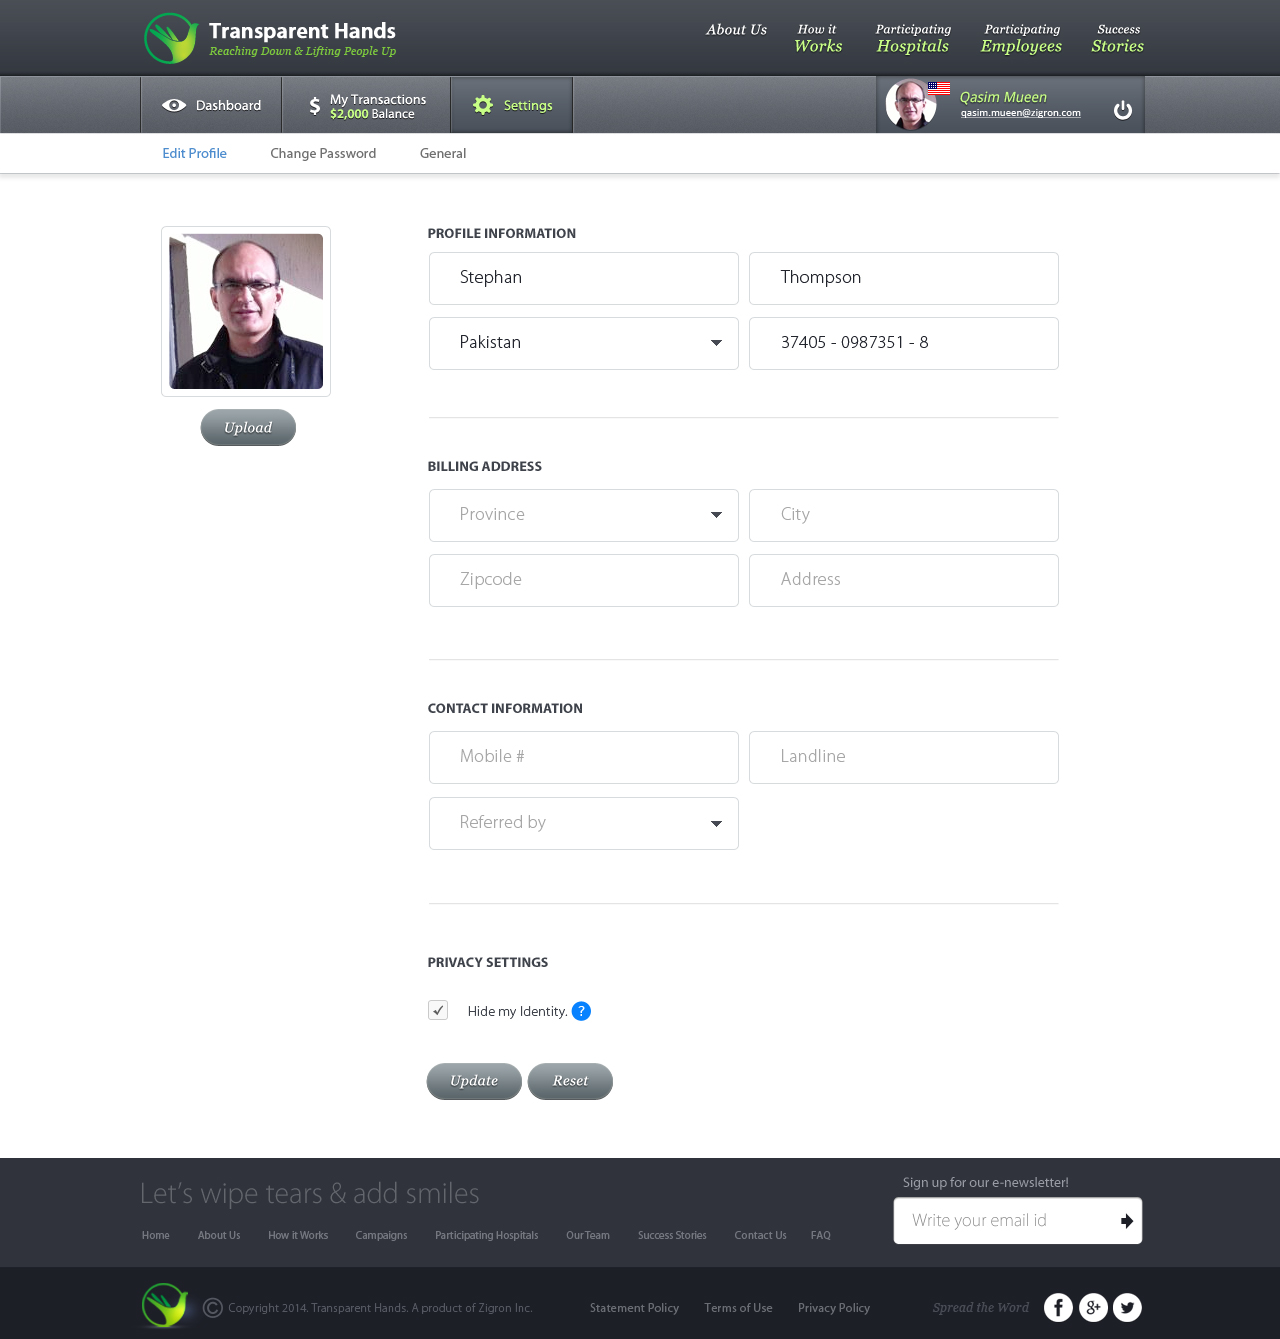 Transparent Hands
Reaching Down & Lifting People Up
About Us
How it
Works
Participating
Hospitals
Participating
Employees
Success
Stories
Dashboard
$ My Transactions
$2,000 Balance
Settings
Qasim Mueen
qasim.mueen@zigron.com
Edit Profile
Change Password
General
Upload
PROFILE INFORMATION
Stephan
Thompson
Pakistan
37405 - 0987351 - 8
BILLING ADDRESS
Province
City
Zipcode
Address
CONTACT INFORMATION
Mobile #
Landline
Referred by
PRIVACY SETTINGS
Hide my Identity. ?
Update
Reset
Let's wipe tears & add smiles
Home
About Us
How it Works
Campaigns
Participating Hospitals
Our Team
Success Stories
Contact Us
FAQ
Sign up for our e-newsletter!
Write your email id
© Copyright 2014. Transparent Hands. A product of Zigron Inc.
Statement Policy
Terms of Use
Privacy Policy
Spread the Word